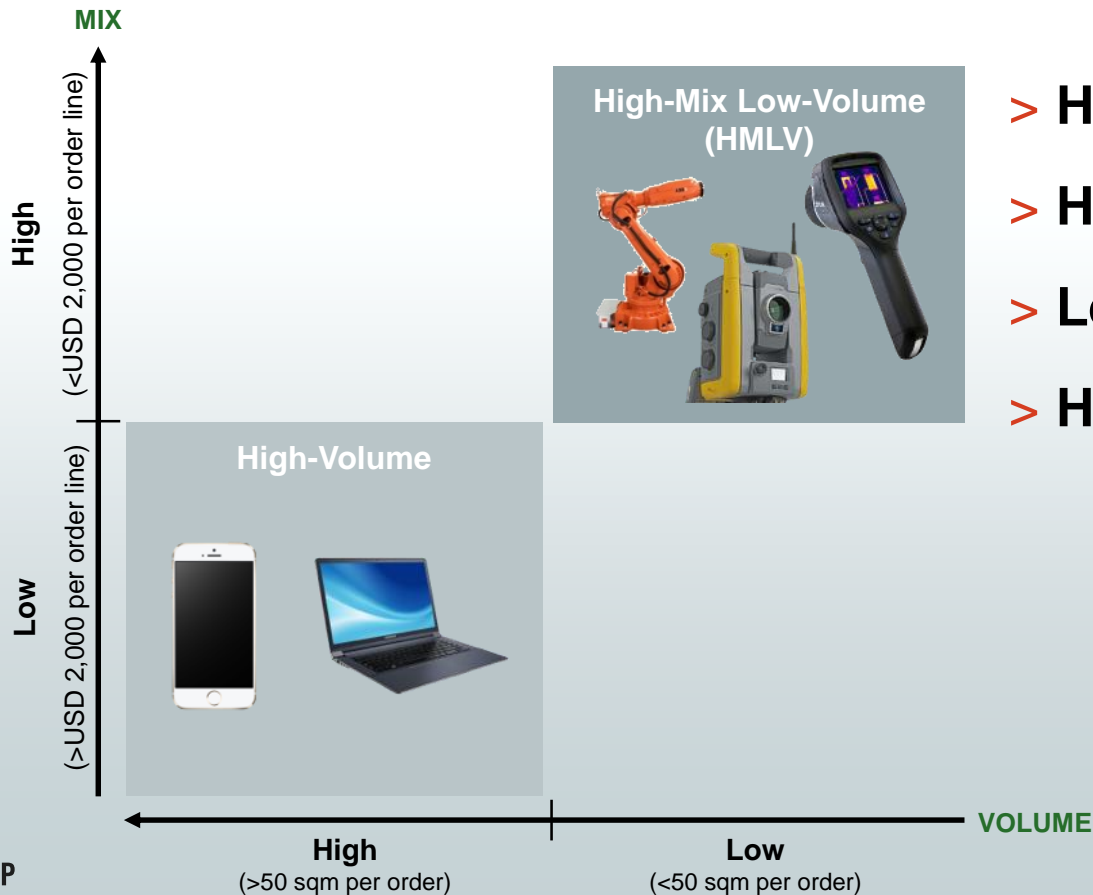 MIX
High-Mix Low-Volume
(HMLV)
> H
> H
> L
> H
High
(<USD 2,000 per order line)
High-Volume
Low
(>USD 2,000 per order line)
VOLUME
High
(>50 sqm per order)
Low
(<50 sqm per order)
P